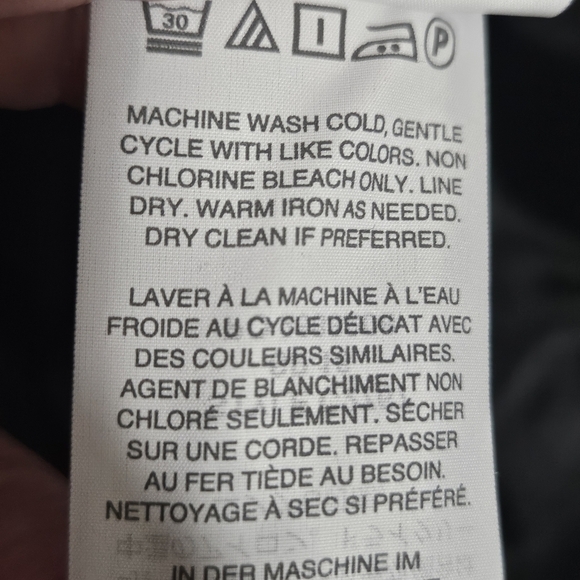 30
I
P
MACHINE WASH COLD, GENTLE
CYCLE WITH LIKE COLORS. NON
CHLORINE BLEACH ONLY. LINE
DRY. WARM IRON AS NEEDED.
DRY CLEAN IF PREFERRED.
LAVER À LA MACHINE À L'EAU
FROIDE AU CYCLE DÉLICAT AVEC
DES COULEURS SIMILAIRES.
AGENT DE BLANCHIMENT NON
CHLORÉ SEULEMENT. SÉCHER
SUR UNE CORDE. REPASSER
AU FER TIÈDE AU BESOIN.
NETTOYAGE À SEC SI PRÉFÉRÉ.
IN DER MASCHINE IM